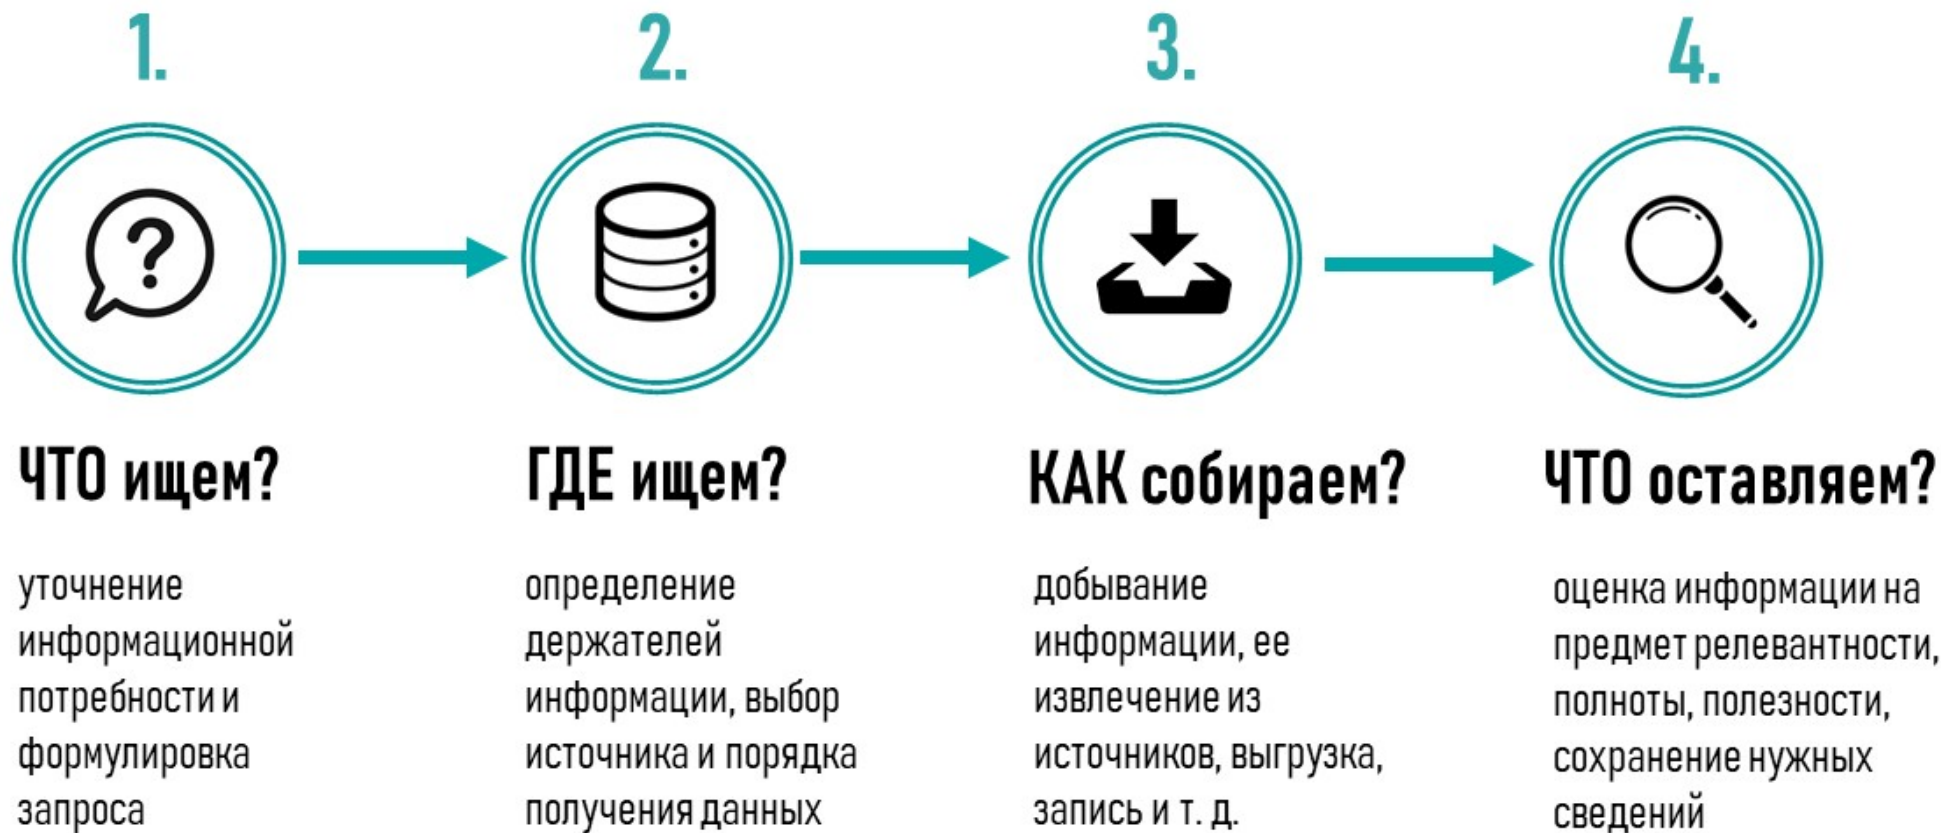 1.
2.
3.
4.
?
ЧТО ищем?
ГДЕ ищем?
КАК собираем?
ЧТО оставляем?
уточнение
информационной
потребности и
формулировка
запроса
определение
держателей
информации, выбор
источника и порядка
получения данных
добывание
информации, ее
извлечение из
источников, выгрузка,
запись и т. д.
оценка информации на
предмет релевантности,
полноты, полезности,
сохранение нужных
сведений